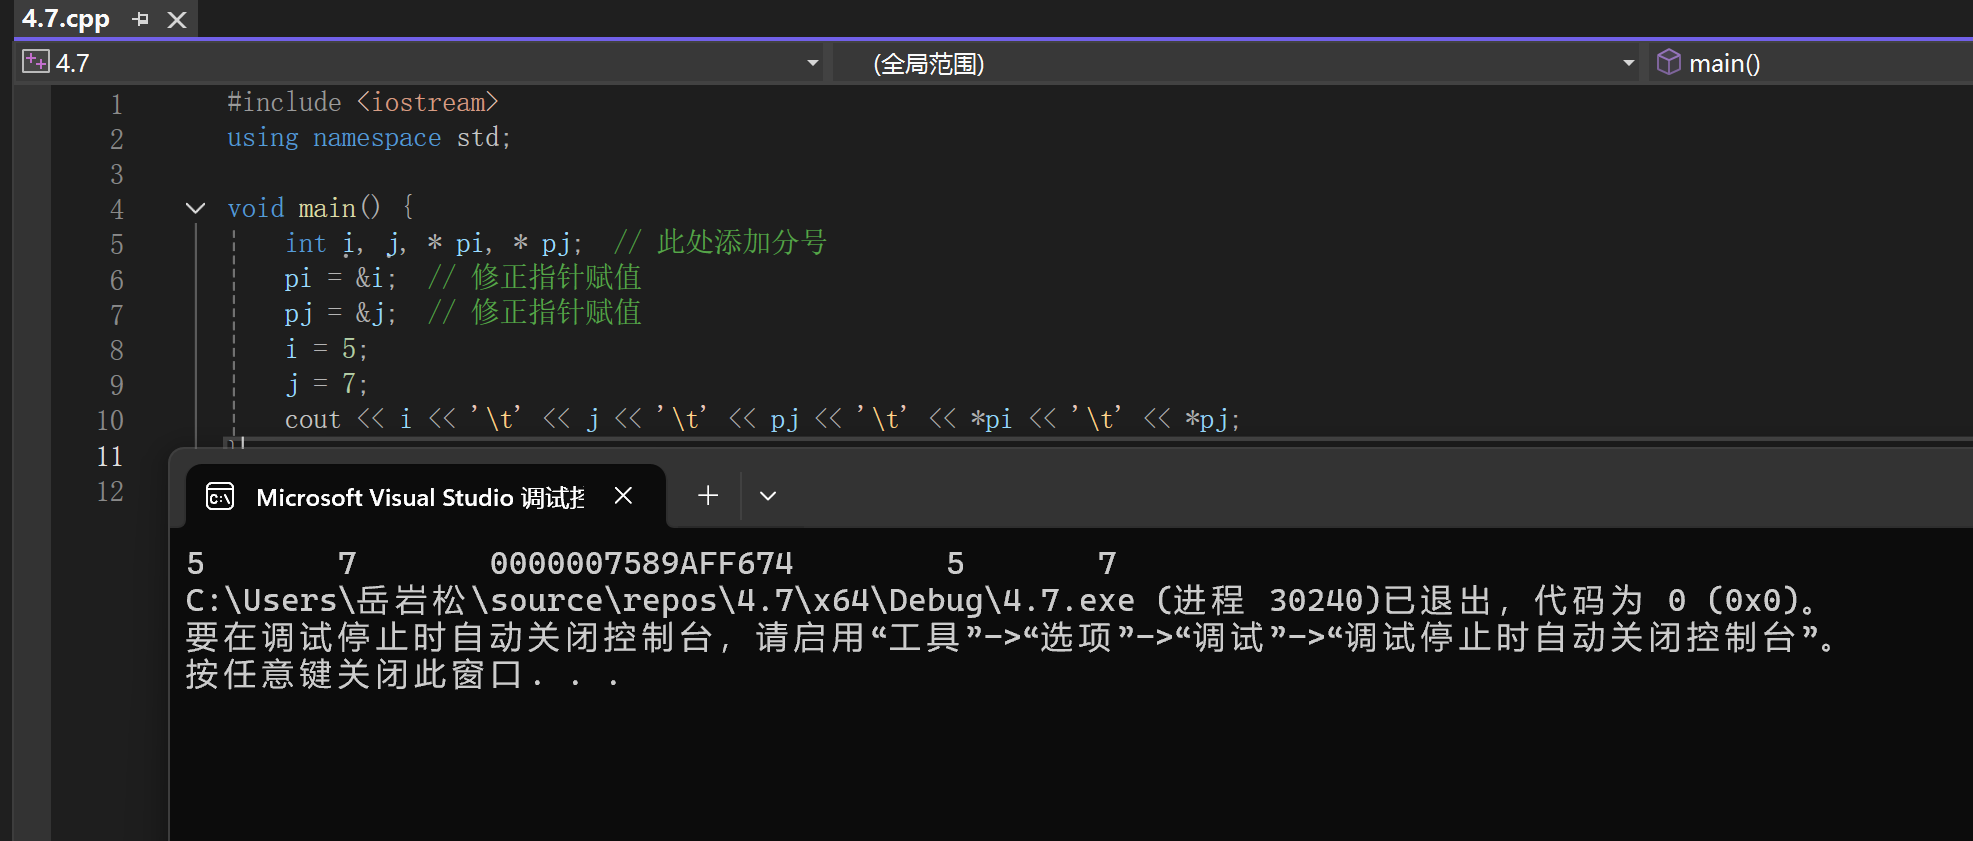 4.7.cpp
4.7 (全局范围) main()
1 #include <iostream>
2 using namespace std;
3
4 void main() {
5 int i, j, * pi, * pj; // 此处添加分号
6 pi = &i; // 修正指针赋值
7 pj = &j; // 修正指针赋值
8 i = 5;
9 j = 7;
10 cout << i << '\t' << j << '\t' << pj << '\t' << *pi << '\t' << *pj;
11 }
12
Microsoft Visual Studio 调试
5 7 0000007589AFF674 5 7
C:\Users\岳岩松\source\repos\4.7\x64\Debug\4.7.exe (进程 30240)已退出，代码为 0 (0x0)。
要在调试停止时自动关闭控制台，请启用“工具”->“选项”->“调试”->“调试停止时自动关闭控制台”。
按任意键关闭此窗口. . .